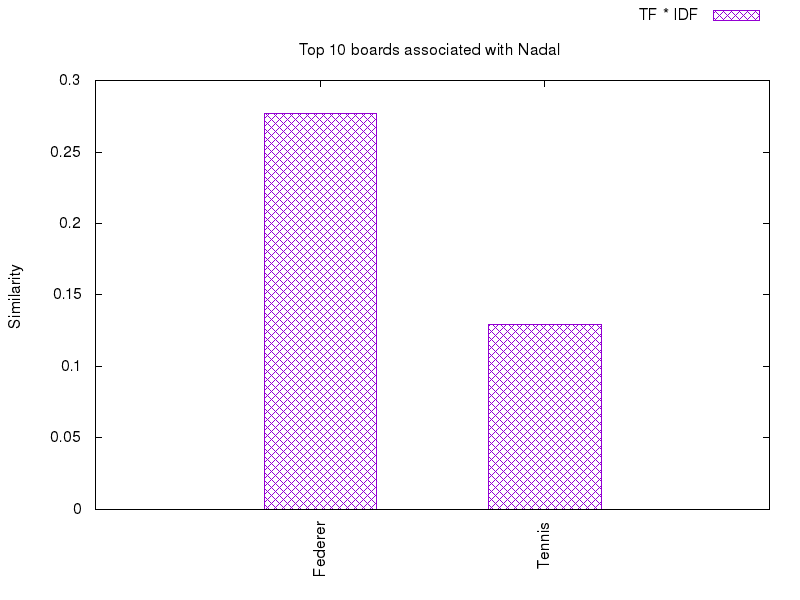 TF * IDF
Top 10 boards associated with Nadal
0.3
0.25
0.2
0.15
0.1
0.05
0
Similarity
Federer
Tennis